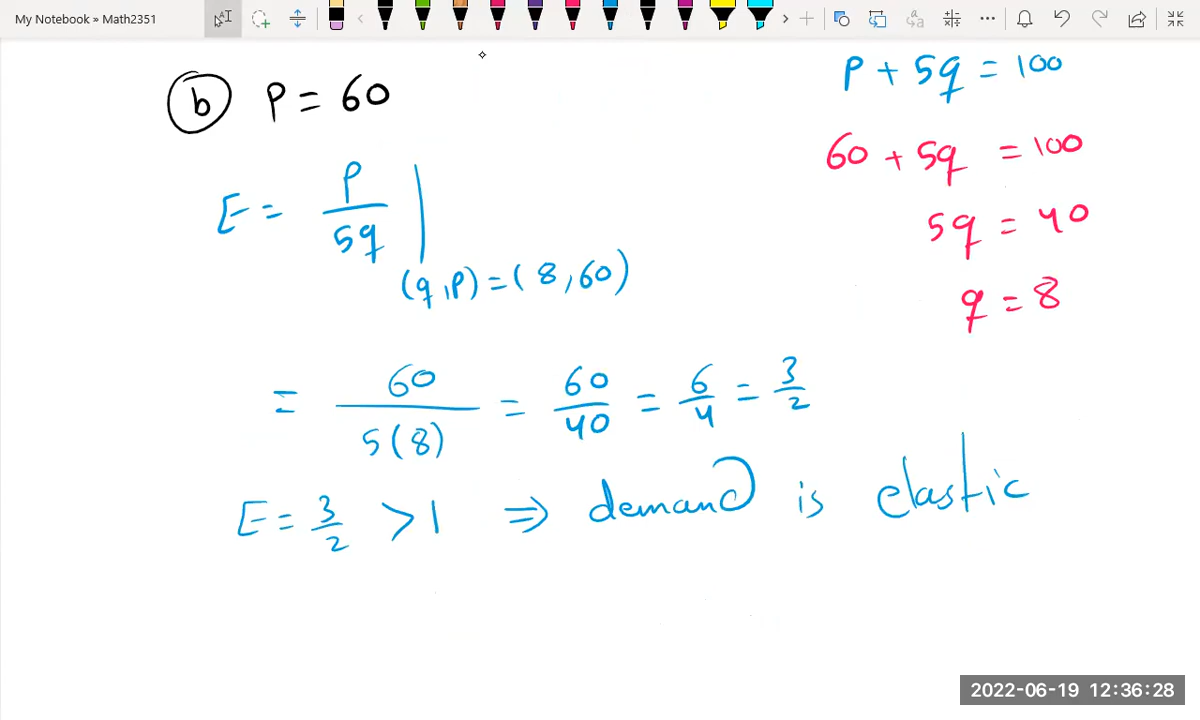 My Notebook » Math2351
b P = 60
E = P/5q | (q,P) = (8,60)
= 60/5(8) = 60/40 = 6/4 = 3/2
E = 3/2 > 1 ⇒ demand is elastic
P + 5q = 100
60 + 5q = 100
5q = 40
q = 8
2022-06-19 12:36:28